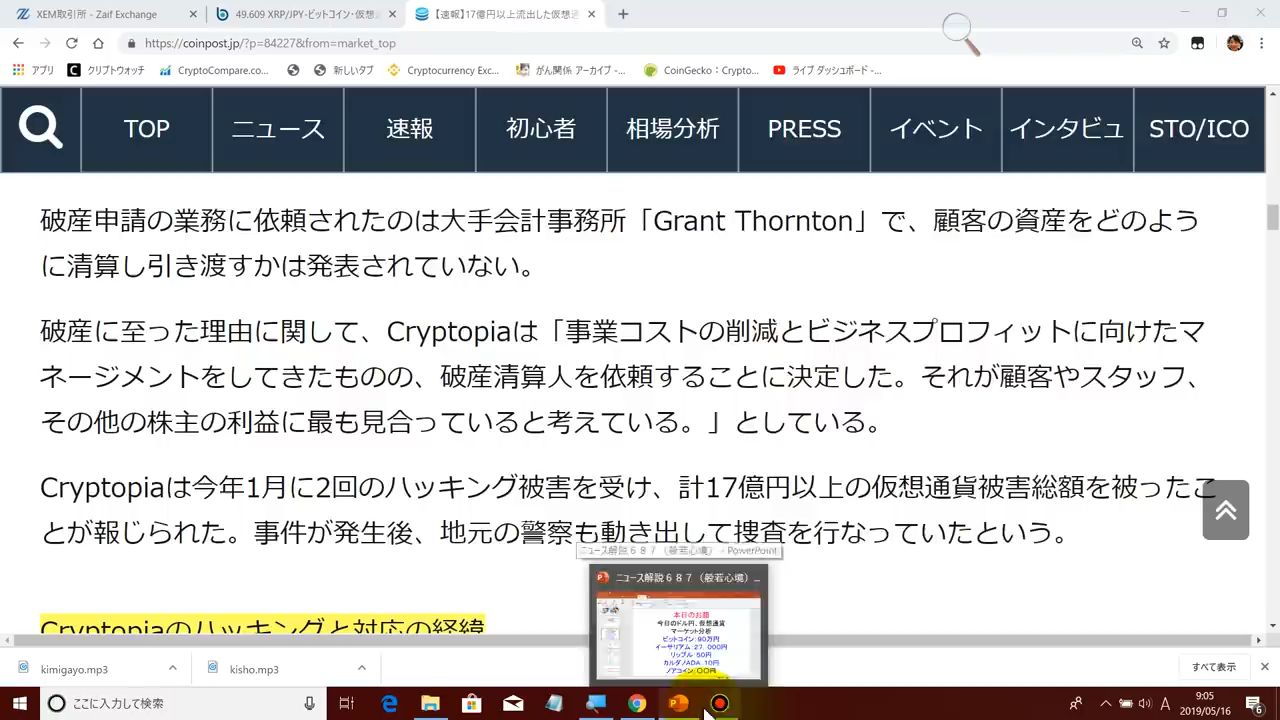 XEM取引所 - Zaif Exchange
49.609 XRP/JPY-ビットコイン・仮想
【速報】17億円以上流出した仮想通
https://coinpost.jp/?p=84227&from=market_top
アプリ
クリプトウォッチ
CryptoCompare.co...
新しいタブ
Cryptocurrency Exc...
がん関係 アーカイブ -...
CoinGecko：Crypto...
ライブ ダッシュボード -...
TOP
ニュース
速報
初心者
相場分析
PRESS
イベント
インタビュ
STO/ICO
破産申請の業務に依頼されたのは大手会計事務所「Grant Thornton」で、顧客の資産をどのよう
に清算し引き渡すかは発表されていない。
破産に至った理由に関して、Cryptopiaは「事業コストの削減とビジネスプロフィットに向けたマ
ネージメントをしてきたものの、破産清算人を依頼することに決定した。それが顧客やスタッフ、
その他の株主の利益に最も見合っていると考えている。」としている。
Cryptopiaは今年1月に2回のハッキング被害を受け、計17億円以上の仮想通貨被害総額を被ったこ
とが報じられた。事件が発生後、地元の警察も動き出して捜査を行なっていたという。
ニュース解説６８７（般若心境） - PowerPoint
ニュース解説６８７（般若心境）...
本日のお題
今日のドル円、仮想通貨
マーケット分析
ビットコイン：90万円
イーサリアム：27，000円
リップル：50円
カルダノADA：10円
ノアコイン：〇〇円
Cryptopiaのハッキングと対応の経緯
kimigayo.mp3
kisho.mp3
すべて表示
ここに入力して検索
A
9:05
2019/05/16
6